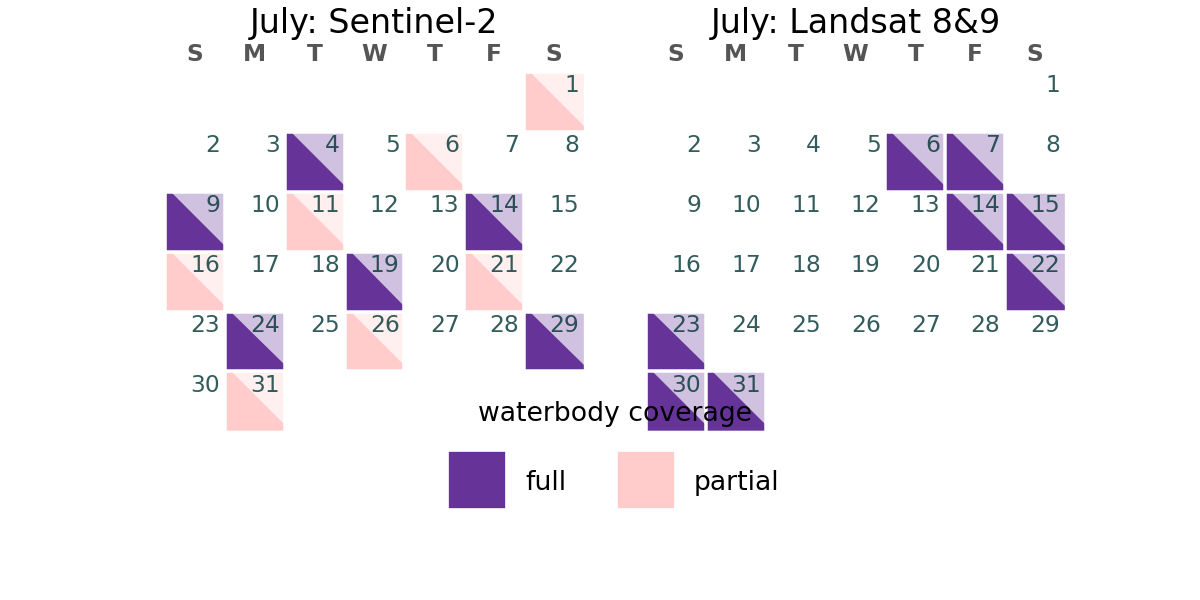 July: Sentinel-2
S M T W T F S
1
2 3 4 5 6 7 8
9 10 11 12 13 14 15
16 17 18 19 20 21 22
23 24 25 26 27 28 29
30 31
July: Landsat 8&9
S M T W T F S
1
2 3 4 5 6 7 8
9 10 11 12 13 14 15
16 17 18 19 20 21 22
23 24 25 26 27 28 29
30 31
waterbody coverage
full partial